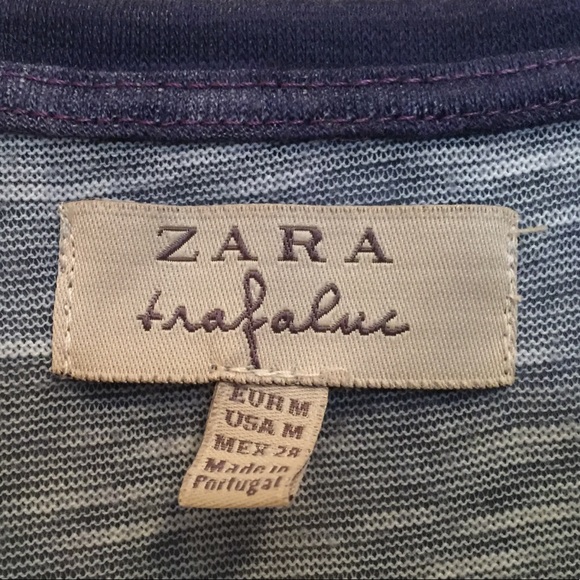 ZARA
trafaluc
EUR M
USA M
MEX 28
Made in
Portugal